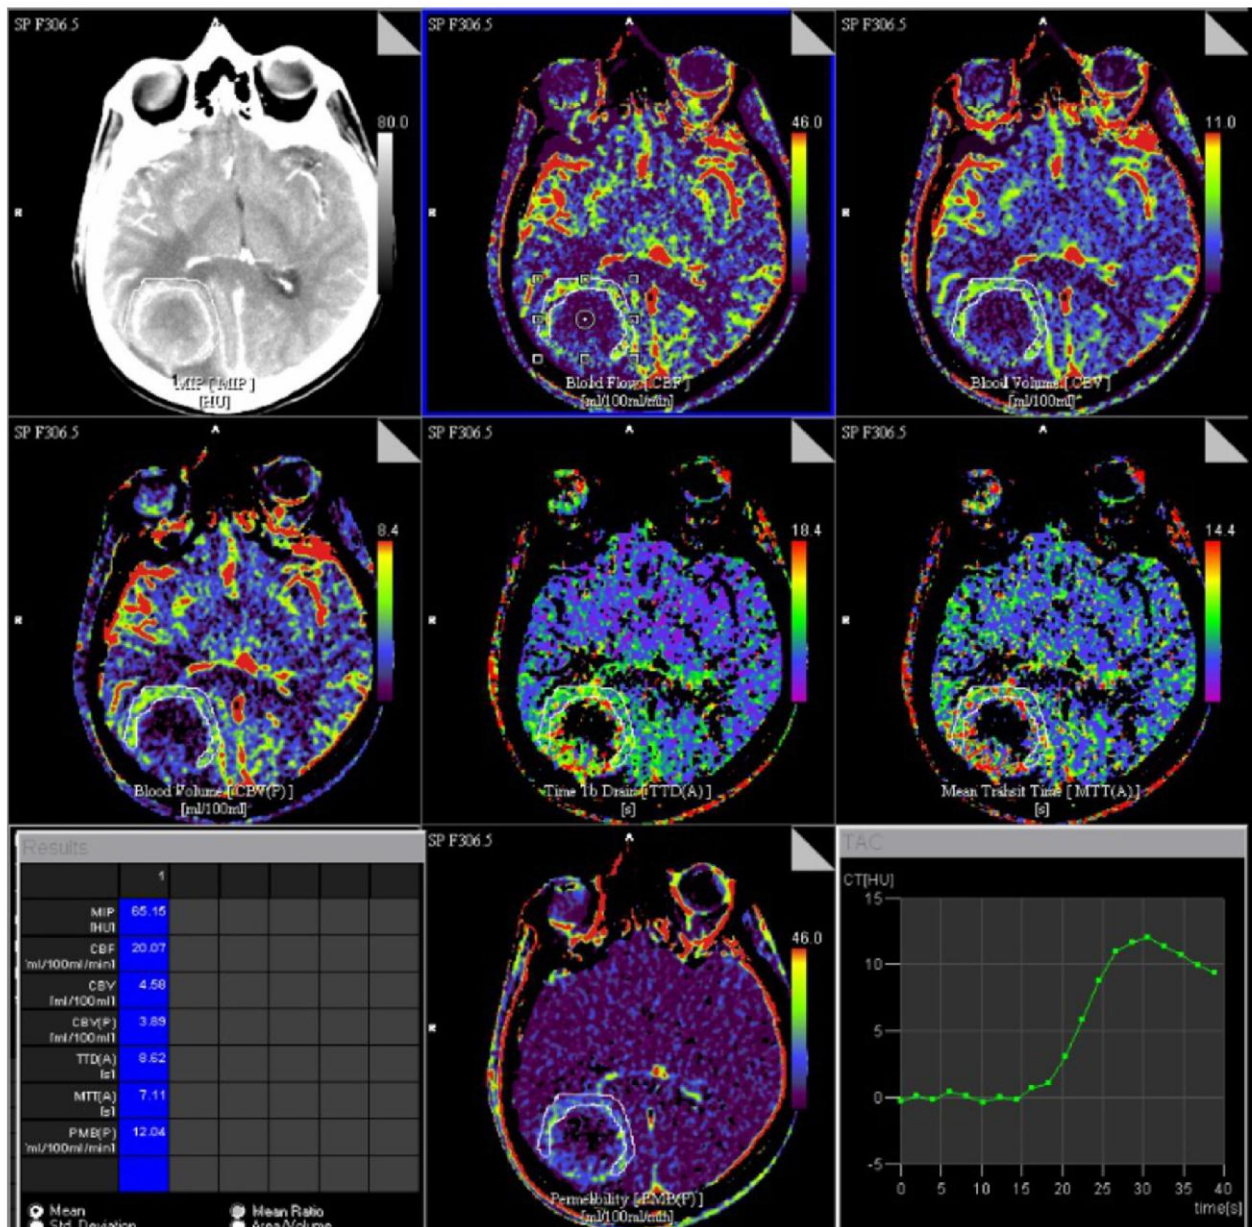 SP F306.5
A
80.0
R
1
MIP [ MIP ]
[HU]
SP F306.5
A
46.0
R
Blood Flow [ CBF ]
[ml/100ml/min]
SP F306.5
A
11.0
R
Blood Volume [ CBV ]
[ml/100ml]
SP F306.5
A
8.4
R
Blood Volume [ CBV(P) ]
[ml/100ml]
SP F306.5
A
18.4
R
Time To Drain [ TTD(A) ]
[s]
SP F306.5
A
14.4
R
Mean Transit Time [ MTT(A) ]
[s]
Results
1
MIP 65.15
[HU]
CBF 20.07
[ml/100ml/min]
CBV 4.58
[ml/100ml]
CBV(P) 3.89
[ml/100ml]
TTD(A) 8.62
[s]
MTT(A) 7.11
[s]
PMB(P) 12.04
[ml/100ml/min]
Mean Mean Ratio
Std. Deviation Area/Volume
SP F306.5
A
46.0
R
Permeability [ PMB(P) ]
[ml/100ml/min]
TAC
CT[HU]
15
10
5
0
-5
0 5 10 15 20 25 30 35 40
time[s]